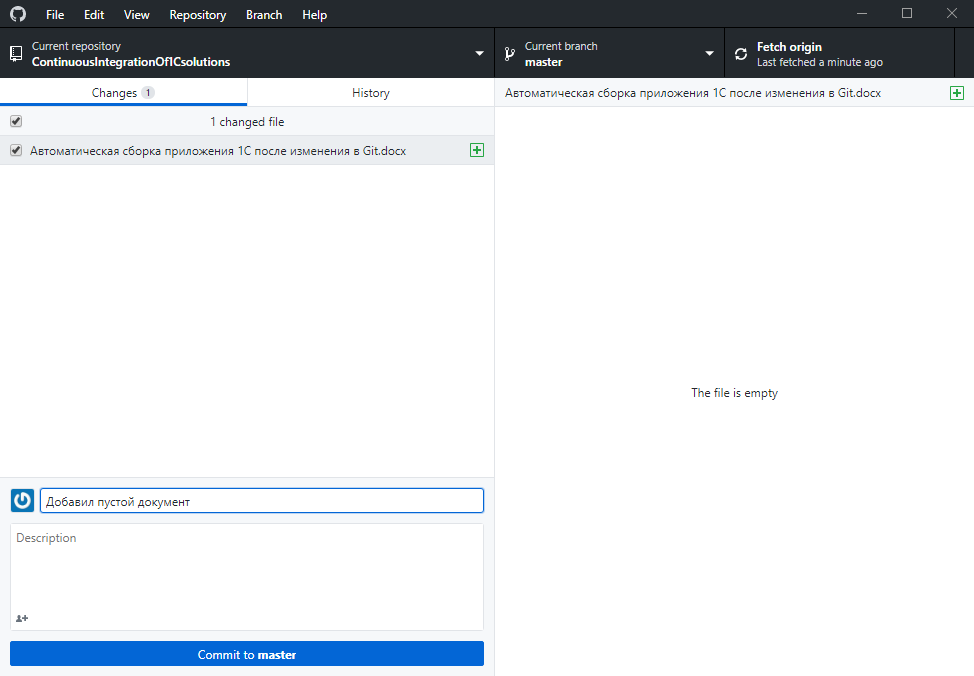 File Edit View Repository Branch Help
Current repository
ContinuousIntegrationOf1Csolutions
Current branch
master
Fetch origin
Last fetched a minute ago
Changes 1
History
1 changed file
Автоматическая сборка приложения 1С после изменения в Git.docx
Добавил пустой документ
Description
Commit to master
Автоматическая сборка приложения 1С после изменения в Git.docx
The file is empty